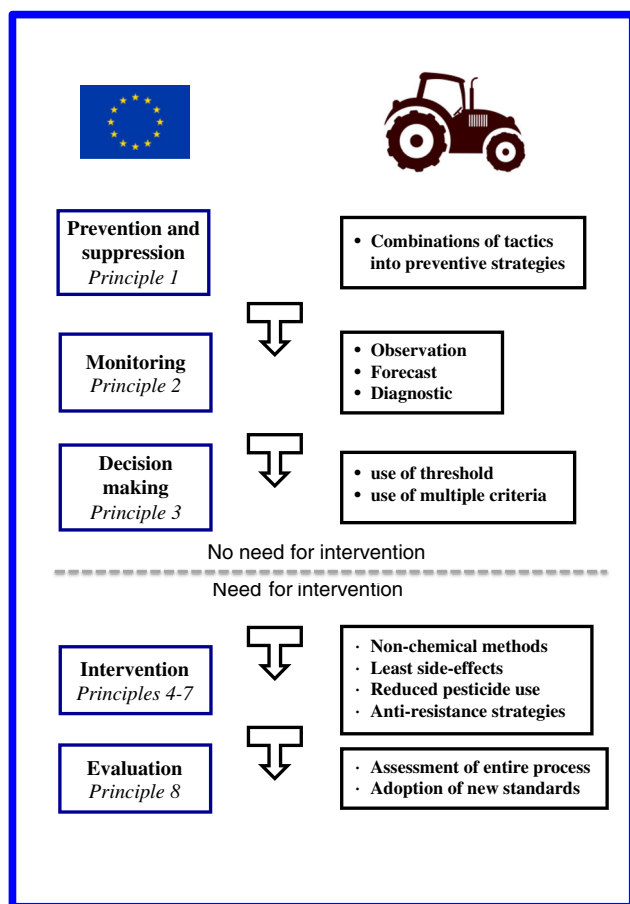 Prevention and
suppression
Principle 1
• Combinations of tactics
into preventive strategies
Monitoring
Principle 2
• Observation
• Forecast
• Diagnostic
Decision
making
Principle 3
• use of threshold
• use of multiple criteria
No need for intervention
Need for intervention
Intervention
Principles 4-7
· Non-chemical methods
· Least side-effects
· Reduced pesticide use
· Anti-resistance strategies
Evaluation
Principle 8
· Assessment of entire process
· Adoption of new standards